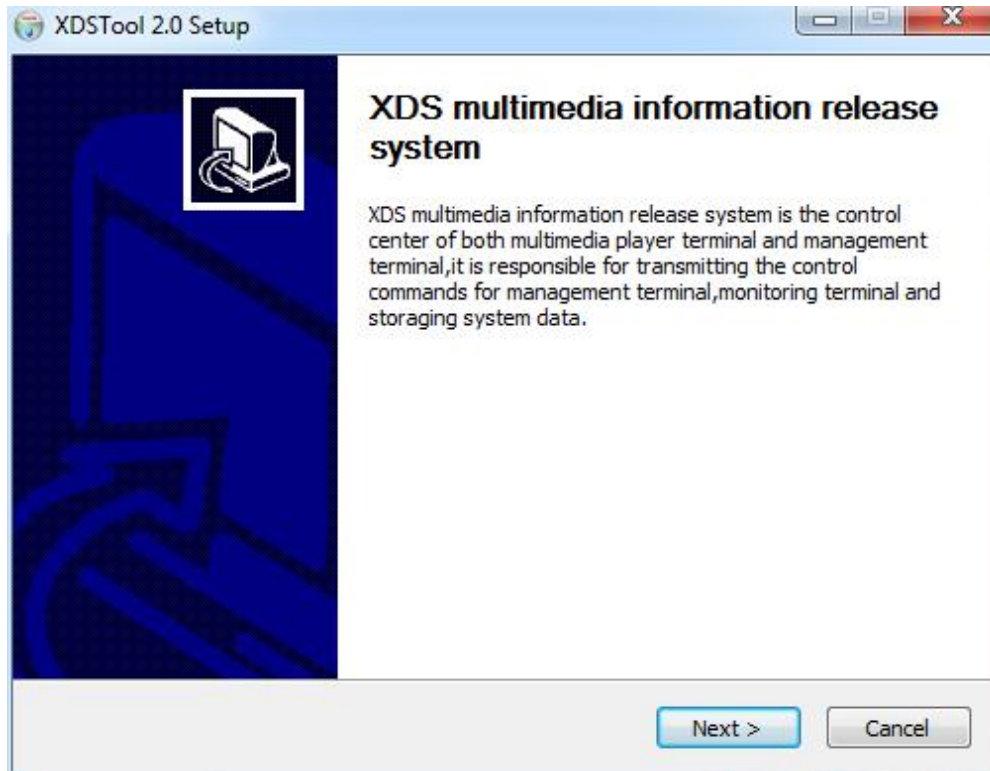 XDSTool 2.0 Setup
XDS multimedia information release
system
XDS multimedia information release system is the control
center of both multimedia player terminal and management
terminal,it is responsible for transmitting the control
commands for management terminal,monitoring terminal and
storaging system data.
Next >
Cancel